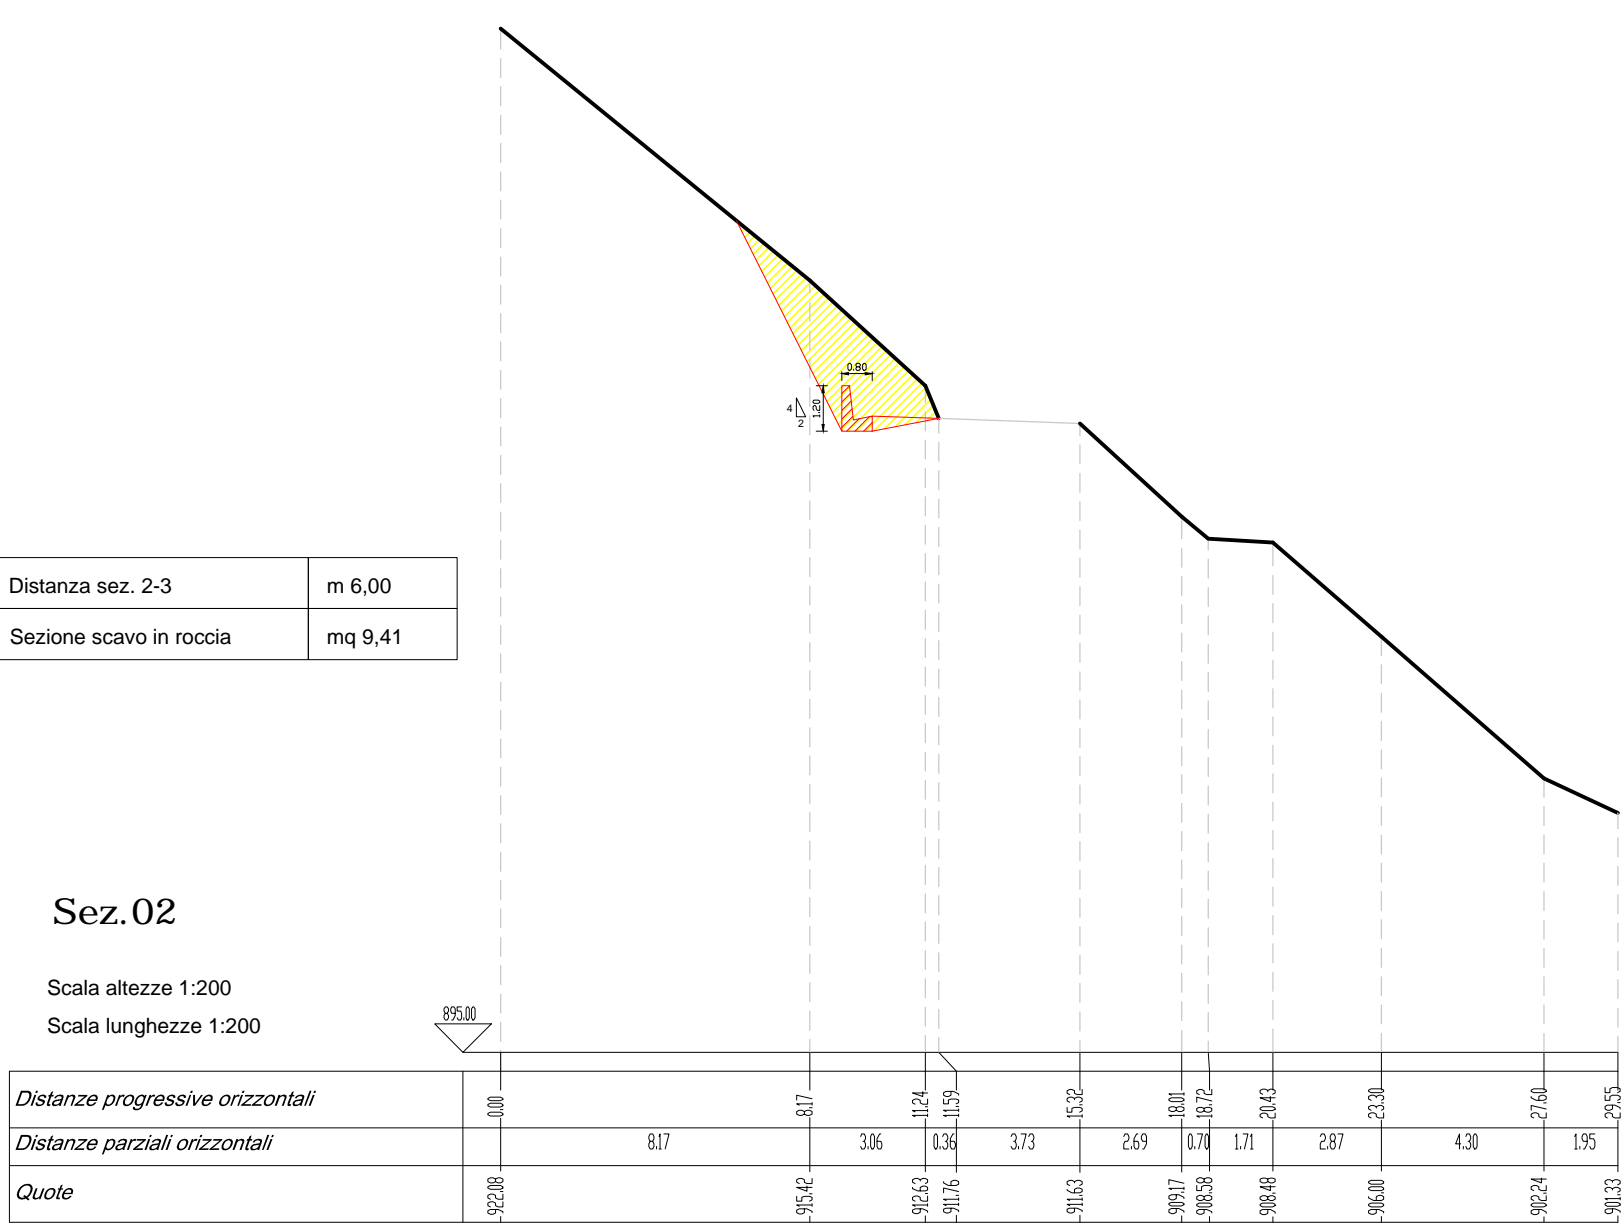 0.80
1.20
4
2
Distanza sez. 2-3 m 6,00
Sezione scavo in roccia mq 9,41
Sez.02
Scala altezze 1:200
Scala lunghezze 1:200
895.00
Distanze progressive orizzontali 0.00 8.17 11.24 11.59 15.32 18.01 18.72 20.43 23.30 27.60 29.55
Distanze parziali orizzontali 8.17 3.06 0.36 3.73 2.69 0.70 1.71 2.87 4.30 1.95
Quote 922.08 915.42 912.63 911.76 911.63 909.17 908.58 908.48 906.00 902.24 901.33